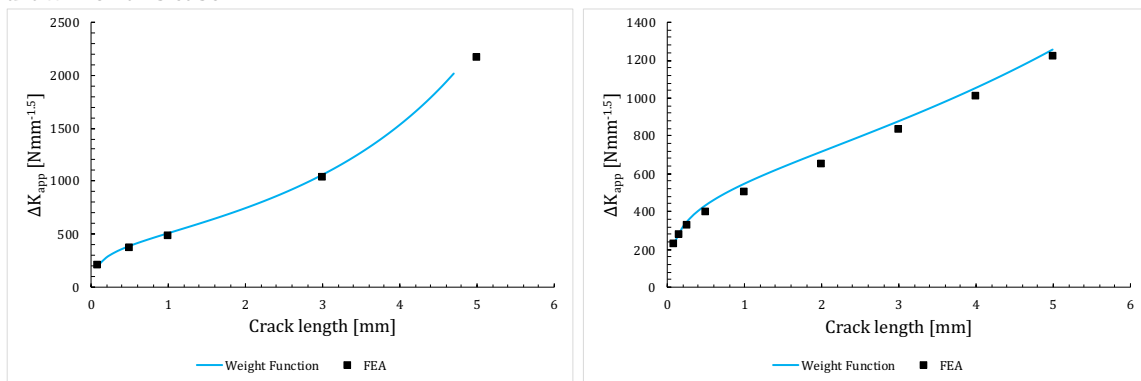 2500
2000
1500
1000
500
0
ΔKapp [Nmm-1.5]
0 1 2 3 4 5 6
Crack length [mm]
Weight Function FEA
1400
1200
1000
800
600
400
200
0
ΔKapp [Nmm-1.5]
0 1 2 3 4 5 6
Crack length [mm]
Weight Function FEA